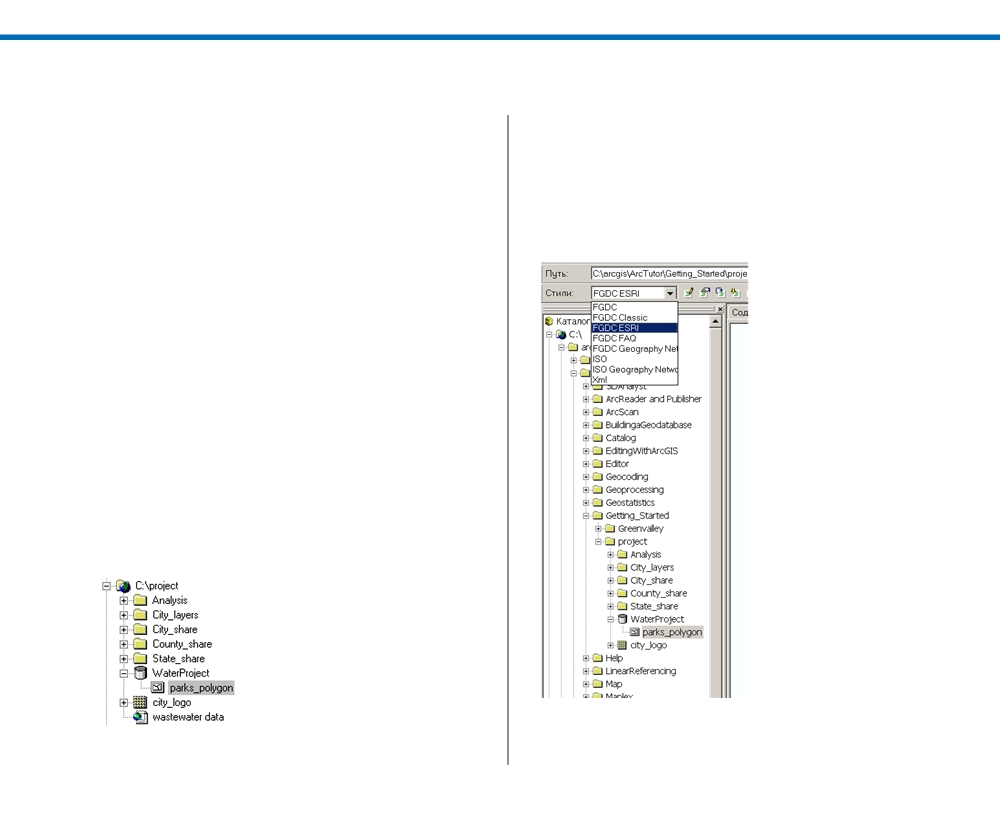 C:\project
Analysis
City_layers
City_share
County_share
State_share
WaterProject
parks_polygon
city_logo
wastewater data
Путь: C:\arcgis\ArcTutor\Getting_Started\proje
Стили: FGDC ESRI
FGDC
FGDC Classic
FGDC ESRI
FGDC FAQ
FGDC Geography Net
ISO
ISO Geography Netwo
Xml
Сод
Каталог
C:\
ar
3DAnalyst
ArcReader and Publisher
ArcScan
BuildingaGeodatabase
Catalog
EditingWithArcGIS
Editor
Geocoding
Geoprocessing
Geostatistics
Getting_Started
Greenvalley
project
Analysis
City_layers
City_share
County_share
State_share
WaterProject
parks_polygon
city_logo
Help
LinearReferencing
Map
Maplex